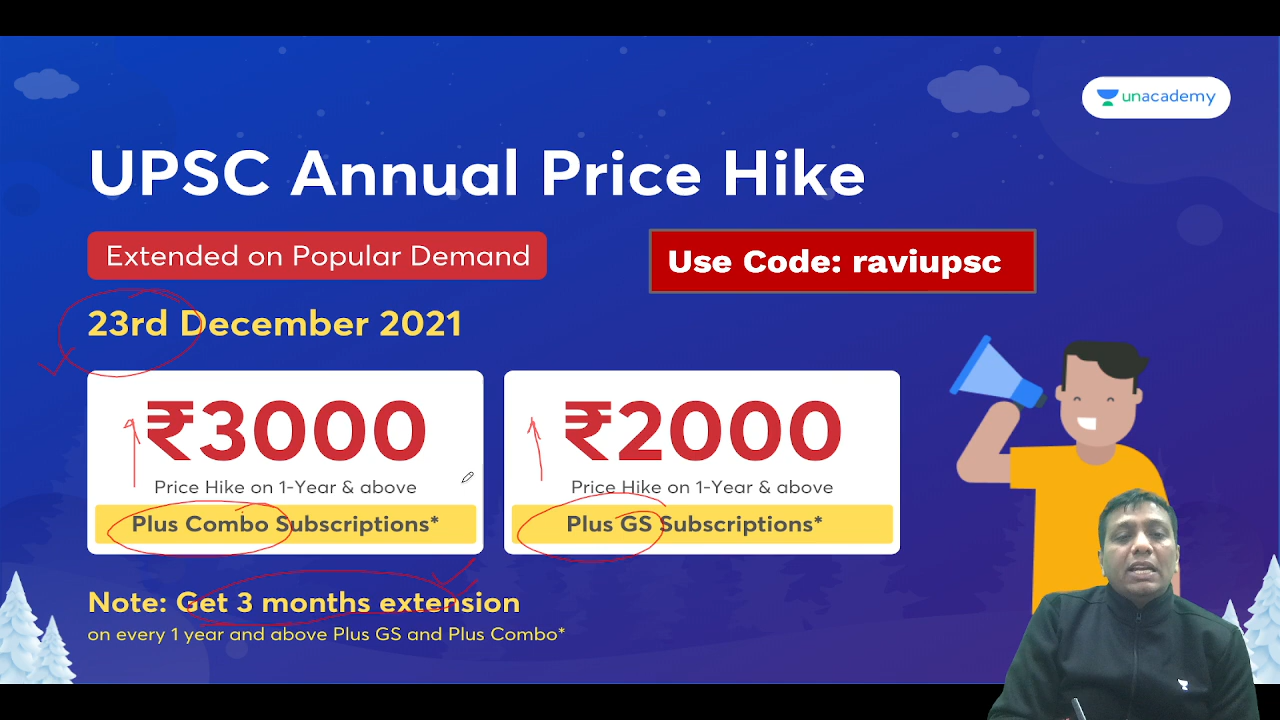 unacademy
UPSC Annual Price Hike
Extended on Popular Demand
Use Code: raviupsc
23rd December 2021
₹3000
Price Hike on 1-Year & above
Plus Combo Subscriptions*
₹2000
Price Hike on 1-Year & above
Plus GS Subscriptions*
Note: Get 3 months extension
on every 1 year and above Plus GS and Plus Combo*